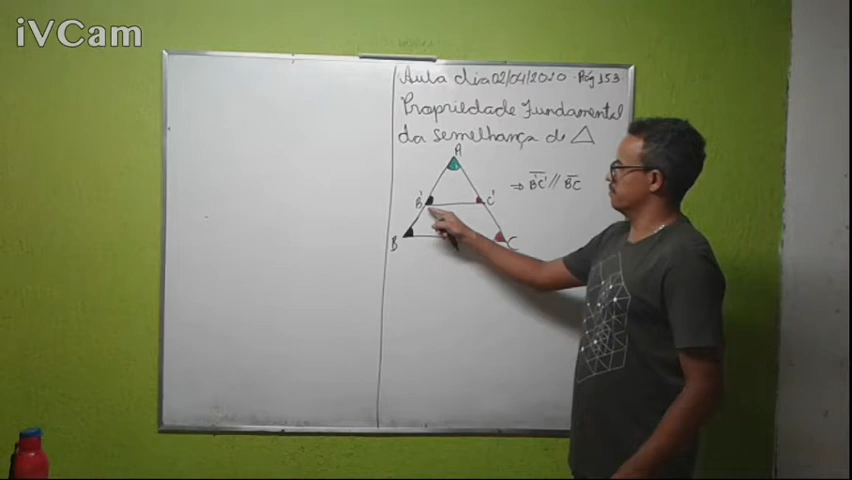 iVCam
Aula dia 02/04/2020 - Pág 153
Propriedade Fundamental
da semelhança de △
A
B' C'
⇒ B'C' // BC
B C